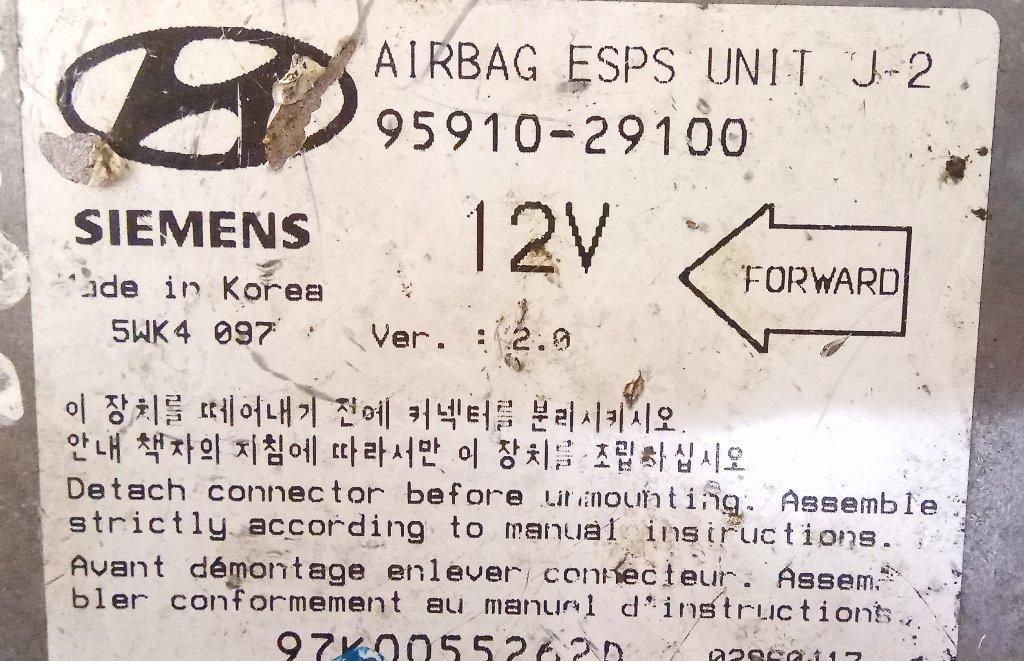 AIRBAG ESPS UNIT J-2
95910-29100
SIEMENS
12V
FORWARD
Made in Korea
5WK4 097
Ver. : 2.0
이 장치를 떼어내기 전에 커넥터를 분리시키시오
안내 책자의 지침에 따라서만 이 장치를 조립하십시오
Detach connector before unmounting. Assemble
strictly according to manual instructions.
Avant démontage enlever connecteur. Assem-
bler conformement au manual d'instructions.